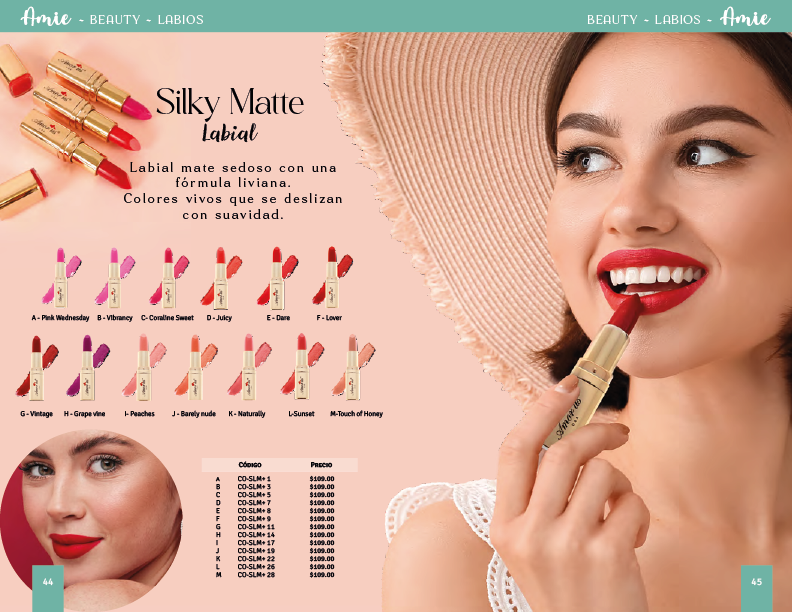 Amie ~ BEAUTY ~ LABIOS
BEAUTY ~ LABIOS ~ Amie
Silky Matte
Labial
Labial mate sedoso con una
fórmula liviana.
Colores vivos que se deslizan
con suavidad.
A - Pink Wednesday B - Vibrancy C- Coraline Sweet D - Juicy E - Dare F - Lover
G - Vintage H - Grape vine I- Peaches J - Barely nude K - Naturally L-Sunset M-Touch of Honey
CÓDIGO PRECIO
A CO-SLM+ 1 $109.00
B CO-SLM+ 3 $109.00
C CO-SLM+ 5 $109.00
D CO-SLM+ 7 $109.00
E CO-SLM+ 8 $109.00
F CO-SLM+ 9 $109.00
G CO-SLM+ 11 $109.00
H CO-SLM+ 14 $109.00
I CO-SLM+ 17 $109.00
J CO-SLM+ 19 $109.00
K CO-SLM+ 22 $109.00
L CO-SLM+ 26 $109.00
M CO-SLM+ 28 $109.00
44
45